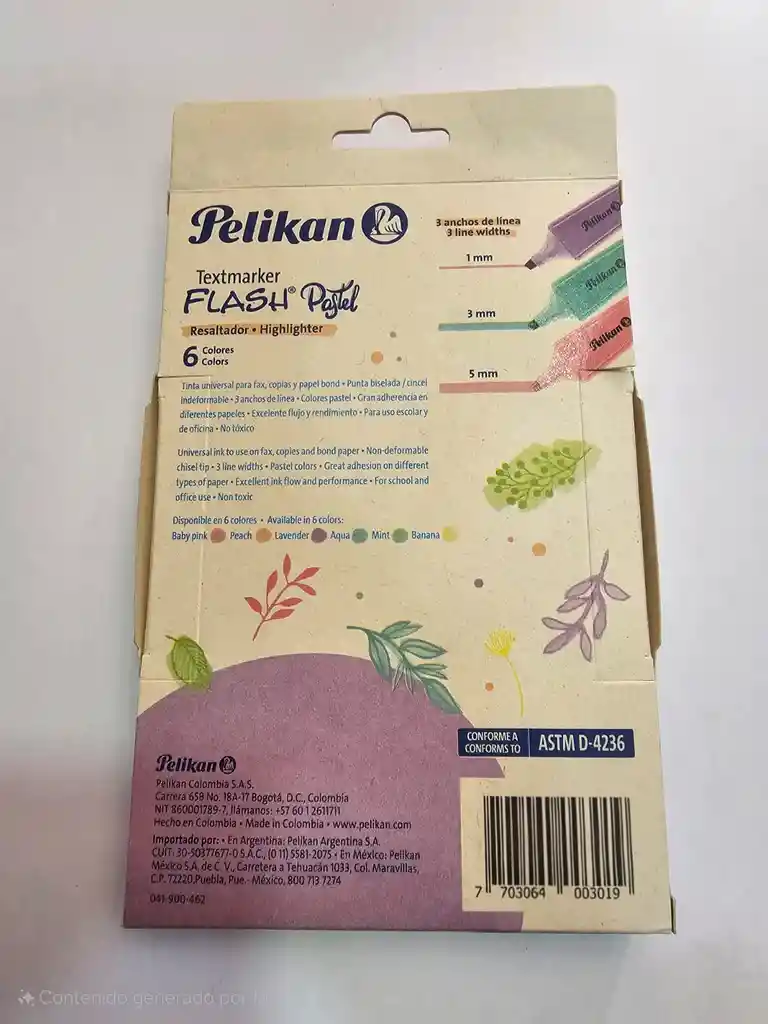 Pelikan
3 anchos de línea
3 line widths
1 mm
Pelikan
Textmarker
FLASH® Pastel
Resaltador • Highlighter
6 Colores
Colors
3 mm
Pelikan
5 mm
Pelikan
Tinta universal para fax, copias y papel bond • Punta biselada / cincel
indeformable • 3 anchos de línea • Colores pastel • Gran adherencia en
diferentes papeles • Excelente flujo y rendimiento • Para uso escolar y
de oficina • No tóxico
Universal ink to use on fax, copies and bond paper • Non-deformable
chisel tip • 3 line widths • Pastel colors • Great adhesion on different
types of paper • Excellent ink flow and performance • For school and
office use • Non toxic
Disponible en 6 colores • Available in 6 colors:
Baby pink Peach Lavender Aqua Mint Banana
CONFORME A
CONFORMS TO
ASTM D-4236
Pelikan
Pelikan Colombia S.A.S.
Carrera 65B No. 18A-17 Bogotá, D.C., Colombia
NIT 860001789-7, llámanos: +57 60 1 2611711
Hecho en Colombia • Made in Colombia • www.pelikan.com
Importado por: • En Argentina: Pelikan Argentina S.A.
CUIT: 30-50377677-0 S.A.C., (0 11) 5581-2075 • En México: Pelikan
México S.A. de C.V., Carretera a Tehuacán 1033, Col. Maravillas,
C.P. 72220,Puebla, Pue.- México, 800 713 7274
041-900-462
7 703064 003019
Contenido generado por